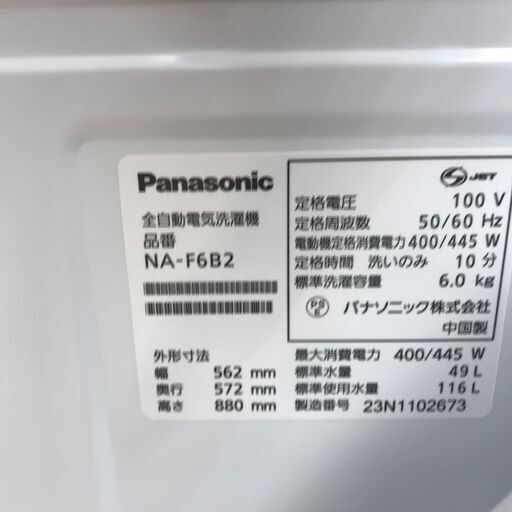 Panasonic
全自動電気洗濯機
品番
NA-F6B2
外形寸法
幅 562 mm
奥行 572 mm
高さ 880 mm
JET
定格電圧 100 V
定格周波数 50/60 Hz
電動機定格消費電力 400/445 W
定格時間 洗いのみ 10 分
標準洗濯容量 6.0 kg
PSE パナソニック株式会社
中国製
最大消費電力 400/445 W
標準水量 49 L
標準使用水量 116 L
製造番号 23N1102673